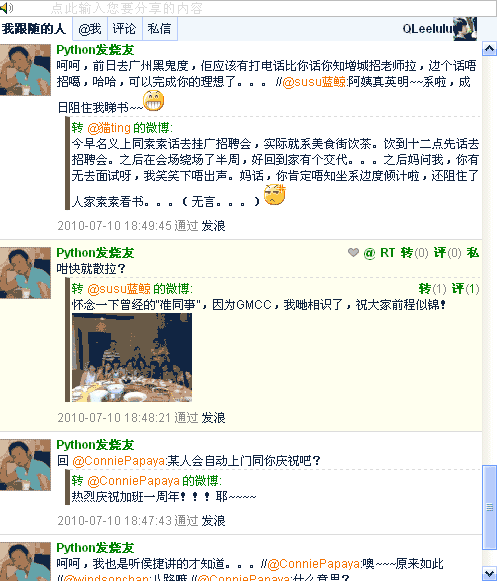 点此输入您要分享的内容
我跟随的人 @我 评论 私信 QLeelulu
Python发烧友
呵呵，前日去广州黑鬼度，佢应该有打电话比你话你知增城招老师拉，边个话唔
招喝，哈哈，可以完成你的理想了。。。 //@susu蓝鲸:阿姨真英明~~系啦，成
日阻住我睇书~~
转 @猫ting 的微博:
今早名义上同素素话去挂广招聘会，实际就系美食街饮茶。饮到十二点先话去
招聘会。之后在会场绕场了半周，好回到家有个交代。。。之后妈问我，你有
无去面试呀，我笑笑下唔出声。妈话，你肯定唔知坐系边度倾计啦，还阻住了
人家素素看书。。。（无言。。。）
2010-07-10 18:49:45 通过 发浪
Python发烧友 @ RT 转(0) 评(0) 私
咁快就散拉？
转 @susu蓝鲸 的微博: 转(1) 评(1)
怀念一下曾经的"准同事"，因为GMCC，我哋相识了，祝大家前程似锦！
2010-07-10 18:48:21 通过 发浪
Python发烧友
回 @ConniePapaya:某人会自动上门同你庆祝吧？
转 @ConniePapaya 的微博:
热烈庆祝加班一周年！！！耶~~~~
2010-07-10 18:47:43 通过 发浪
Python发烧友
呵呵，我也是听侯捷讲的才知道。。。//@ConniePapaya:噢~~~原来如此
//@windsonchan:八路嘛 //@ConniePapaya:什么意思?